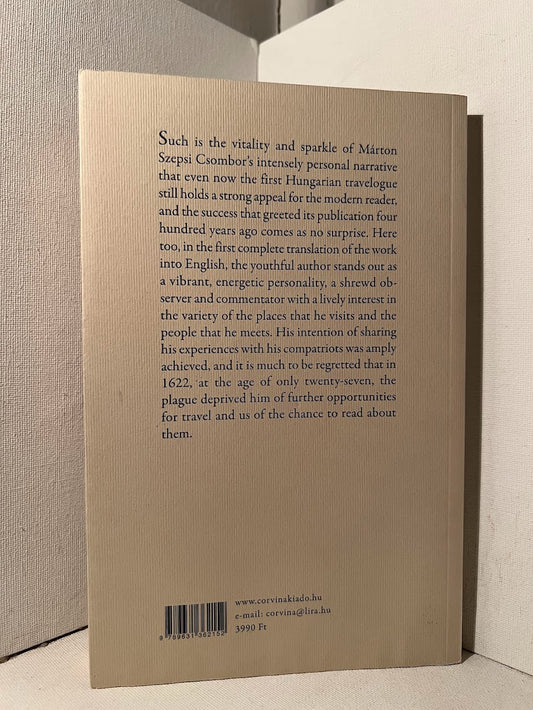 Such is the vitality and sparkle of Márton
Szepsi Csombor's intensely personal narrative
that even now the first Hungarian travelogue
still holds a strong appeal for the modern reader,
and the success that greeted its publication four
hundred years ago comes as no surprise. Here
too, in the first complete translation of the work
into English, the youthful author stands out as
a vibrant, energetic personality, a shrewd ob-
server and commentator with a lively interest in
the variety of the places that he visits and the
people that he meets. His intention of sharing
his experiences with his compatriots was amply
achieved, and it is much to be regretted that in
1622, at the age of only twenty-seven, the
plague deprived him of further opportunities
for travel and us of the chance to read about
them.
www.corvinakiado.hu
e-mail: corvina@lira.hu
3990 Ft
9 789631 362152